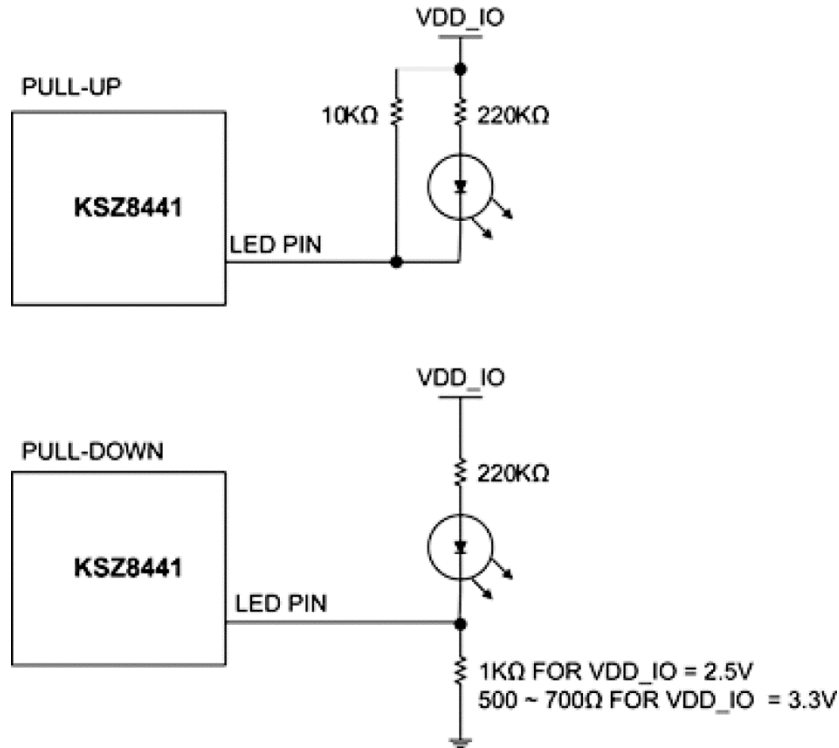 VDD_IO
PULL-UP
10KΩ
220KΩ
KSZ8441
LED PIN
VDD_IO
PULL-DOWN
220KΩ
KSZ8441
LED PIN
1KΩ FOR VDD_IO = 2.5V
500 ~ 700Ω FOR VDD_IO = 3.3V